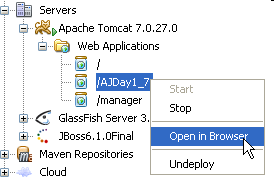 Servers
Apache Tomcat 7.0.27.0
Web Applications
/
/AJDay1_7
/manager
GlassFish Server 3.
JBoss6.1.0Final
Maven Repositories
Cloud
Start
Stop
Open in Browser
Undeploy